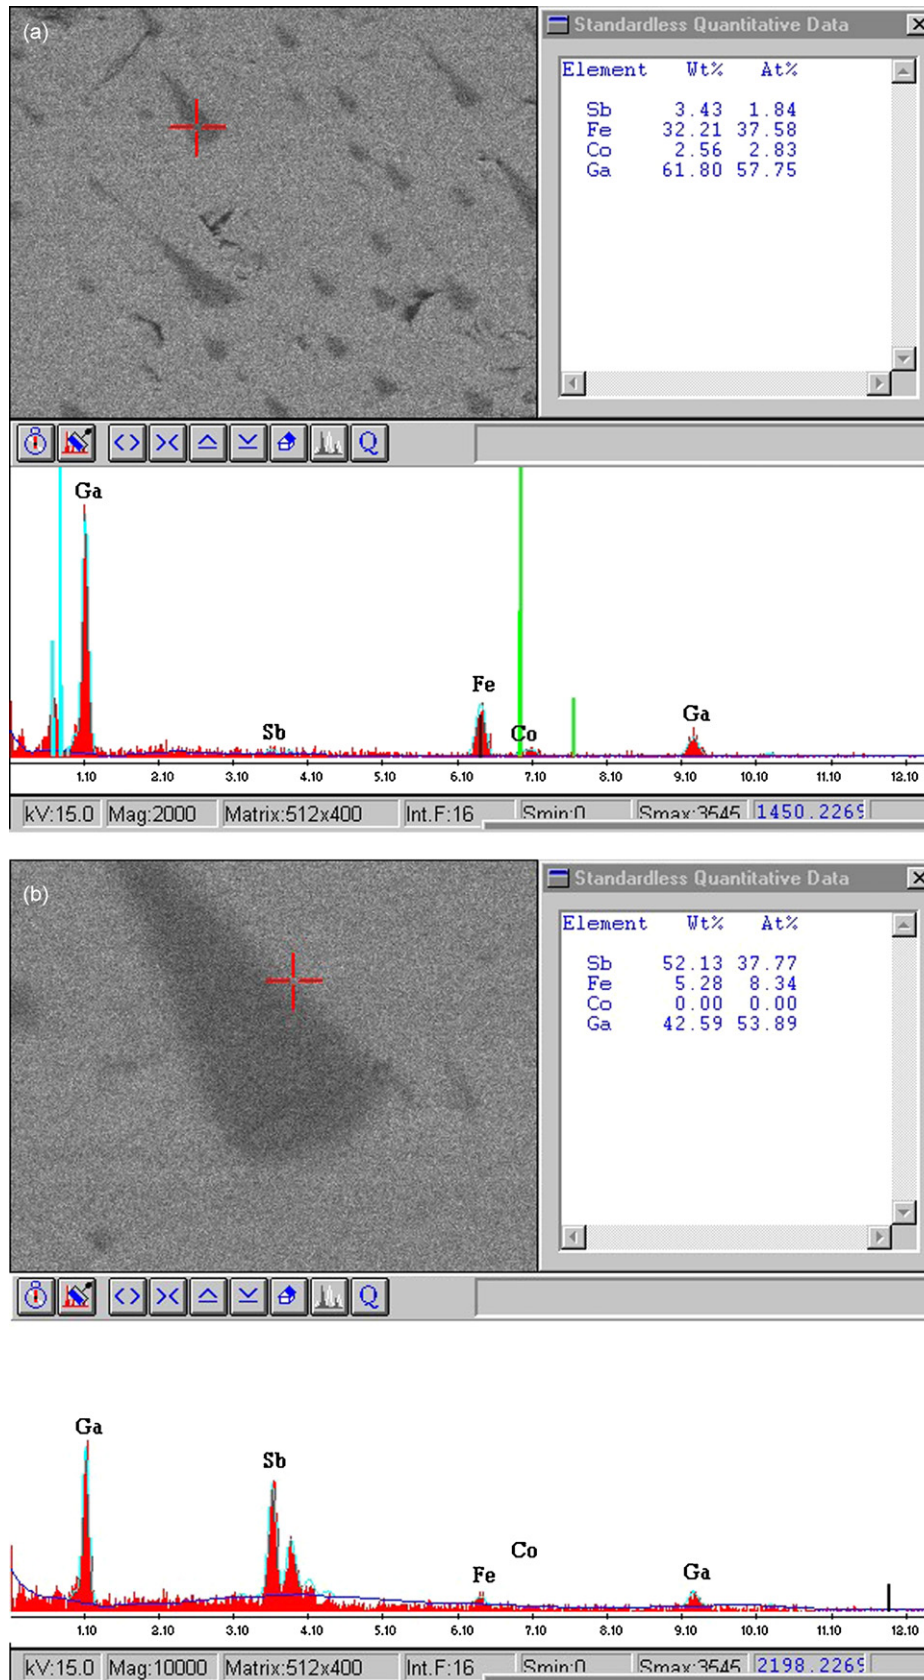 (a)
Standardless Quantitative Data
Element Wt% At%
Sb 3.43 1.84
Fe 32.21 37.58
Co 2.56 2.83
Ga 61.80 57.75
Q
Ga
Sb
Fe
Co
Ga
1.10 2.10 3.10 4.10 5.10 6.10 7.10 8.10 9.10 10.10 11.10 12.10
kV:15.0 Mag:2000 Matrix:512x400 Int.F:16 Smin:0 Smax:3545 1450.2269
(b)
Standardless Quantitative Data
Element Wt% At%
Sb 52.13 37.77
Fe 5.28 8.34
Co 0.00 0.00
Ga 42.59 53.89
Q
Ga
Sb
Fe
Co
Ga
1.10 2.10 3.10 4.10 5.10 6.10 7.10 8.10 9.10 10.10 11.10 12.10
kV:15.0 Mag:10000 Matrix:512x400 Int.F:16 Smin:0 Smax:3545 2198.2269